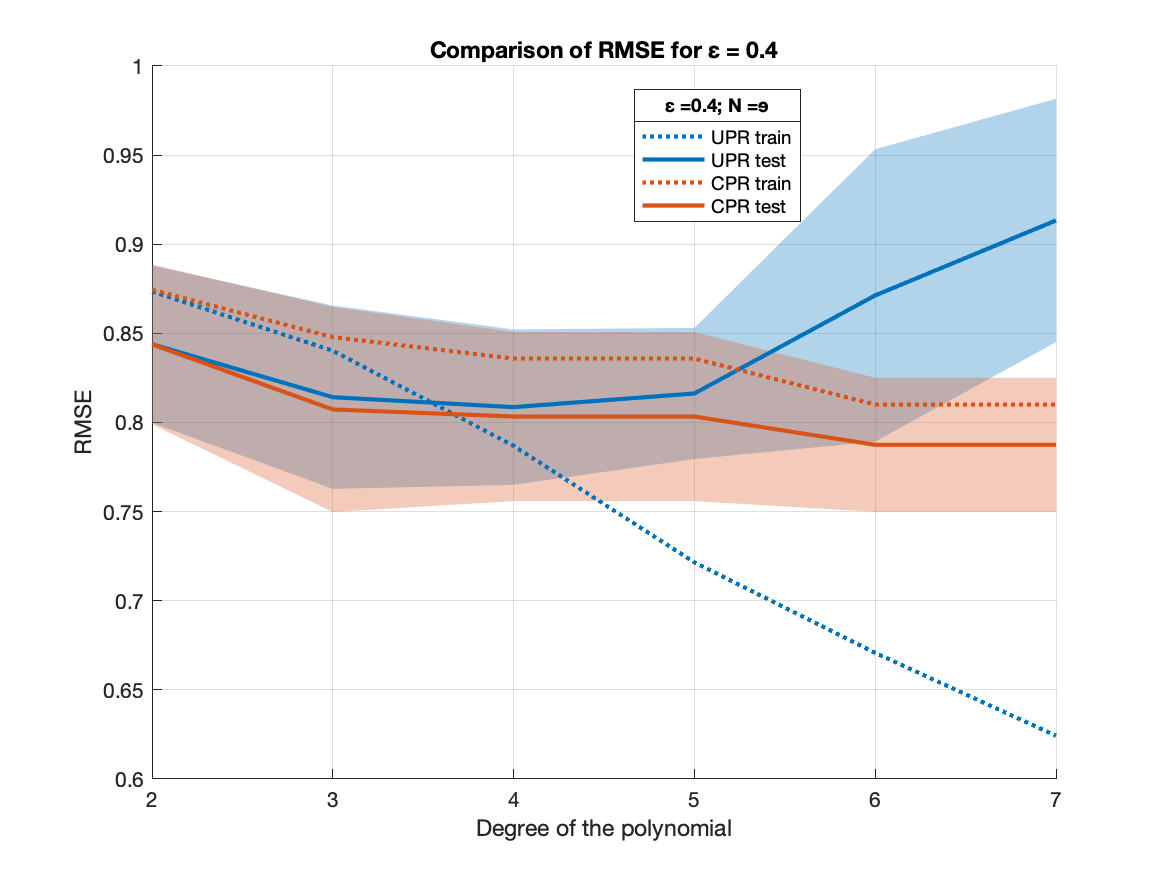 Comparison of RMSE for ε = 0.4
ε =0.4; N =
UPR train
UPR test
CPR train
CPR test
1
0.95
0.9
0.85
0.8
0.75
0.7
0.65
0.6
RMSE
2 3 4 5 6 7
Degree of the polynomial